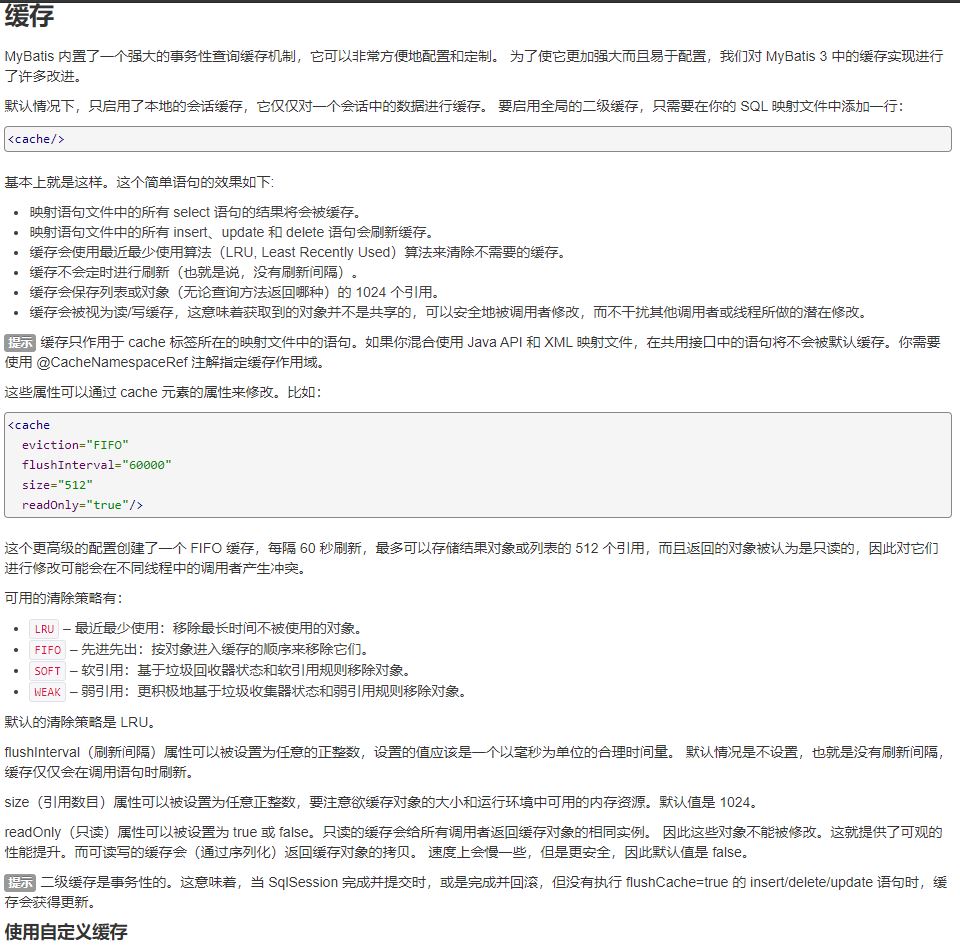 缓存
MyBatis 内置了一个强大的事务性查询缓存机制，它可以非常方便地配置和定制。 为了使它更加强大而且易于配置，我们对 MyBatis 3 中的缓存实现进行
了许多改进。
默认情况下，只启用了本地的会话缓存，它仅仅对一个会话中的数据进行缓存。 要启用全局的二级缓存，只需要在你的 SQL 映射文件中添加一行：
<cache/>
基本上就是这样。这个简单语句的效果如下:
• 映射语句文件中的所有 select 语句的结果将会被缓存。
• 映射语句文件中的所有 insert、update 和 delete 语句会刷新缓存。
• 缓存会使用最近最少使用算法（LRU, Least Recently Used）算法来清除不需要的缓存。
• 缓存不会定时进行刷新（也就是说，没有刷新间隔）。
• 缓存会保存列表或对象（无论查询方法返回哪种）的 1024 个引用。
• 缓存会被视为读/写缓存，这意味着获取到的对象并不是共享的，可以安全地被调用者修改，而不干扰其他调用者或线程所做的潜在修改。
提示 缓存只作用于 cache 标签所在的映射文件中的语句。如果你混合使用 Java API 和 XML 映射文件，在共用接口中的语句将不会被默认缓存。你需要
使用 @CacheNamespaceRef 注解指定缓存作用域。
这些属性可以通过 cache 元素的属性来修改。比如：
<cache
eviction="FIFO"
flushInterval="60000"
size="512"
readOnly="true"/>
这个更高级的配置创建了一个 FIFO 缓存，每隔 60 秒刷新，最多可以存储结果对象或列表的 512 个引用，而且返回的对象被认为是只读的，因此对它们
进行修改可能会在不同线程中的调用者产生冲突。
可用的清除策略有：
• LRU – 最近最少使用：移除最长时间不被使用的对象。
• FIFO – 先进先出：按对象进入缓存的顺序来移除它们。
• SOFT – 软引用：基于垃圾回收器状态和软引用规则移除对象。
• WEAK – 弱引用：更积极地基于垃圾收集器状态和弱引用规则移除对象。
默认的清除策略是 LRU。
flushInterval（刷新间隔）属性可以被设置为任意的正整数，设置的值应该是一个以毫秒为单位的合理时间量。 默认情况是不设置，也就是没有刷新间隔，
缓存仅仅会在调用语句时刷新。
size（引用数目）属性可以被设置为任意正整数，要注意欲缓存对象的大小和运行环境中可用的内存资源。默认值是 1024。
readOnly（只读）属性可以被设置为 true 或 false。只读的缓存会给所有调用者返回缓存对象的相同实例。 因此这些对象不能被修改。这就提供了可观的
性能提升。而可读写的缓存会（通过序列化）返回缓存对象的拷贝。 速度上会慢一些，但是更安全，因此默认值是 false。
提示 二级缓存是事务性的。这意味着，当 SqlSession 完成并提交时，或是完成并回滚，但没有执行 flushCache=true 的 insert/delete/update 语句时，缓
存会获得更新。
使用自定义缓存